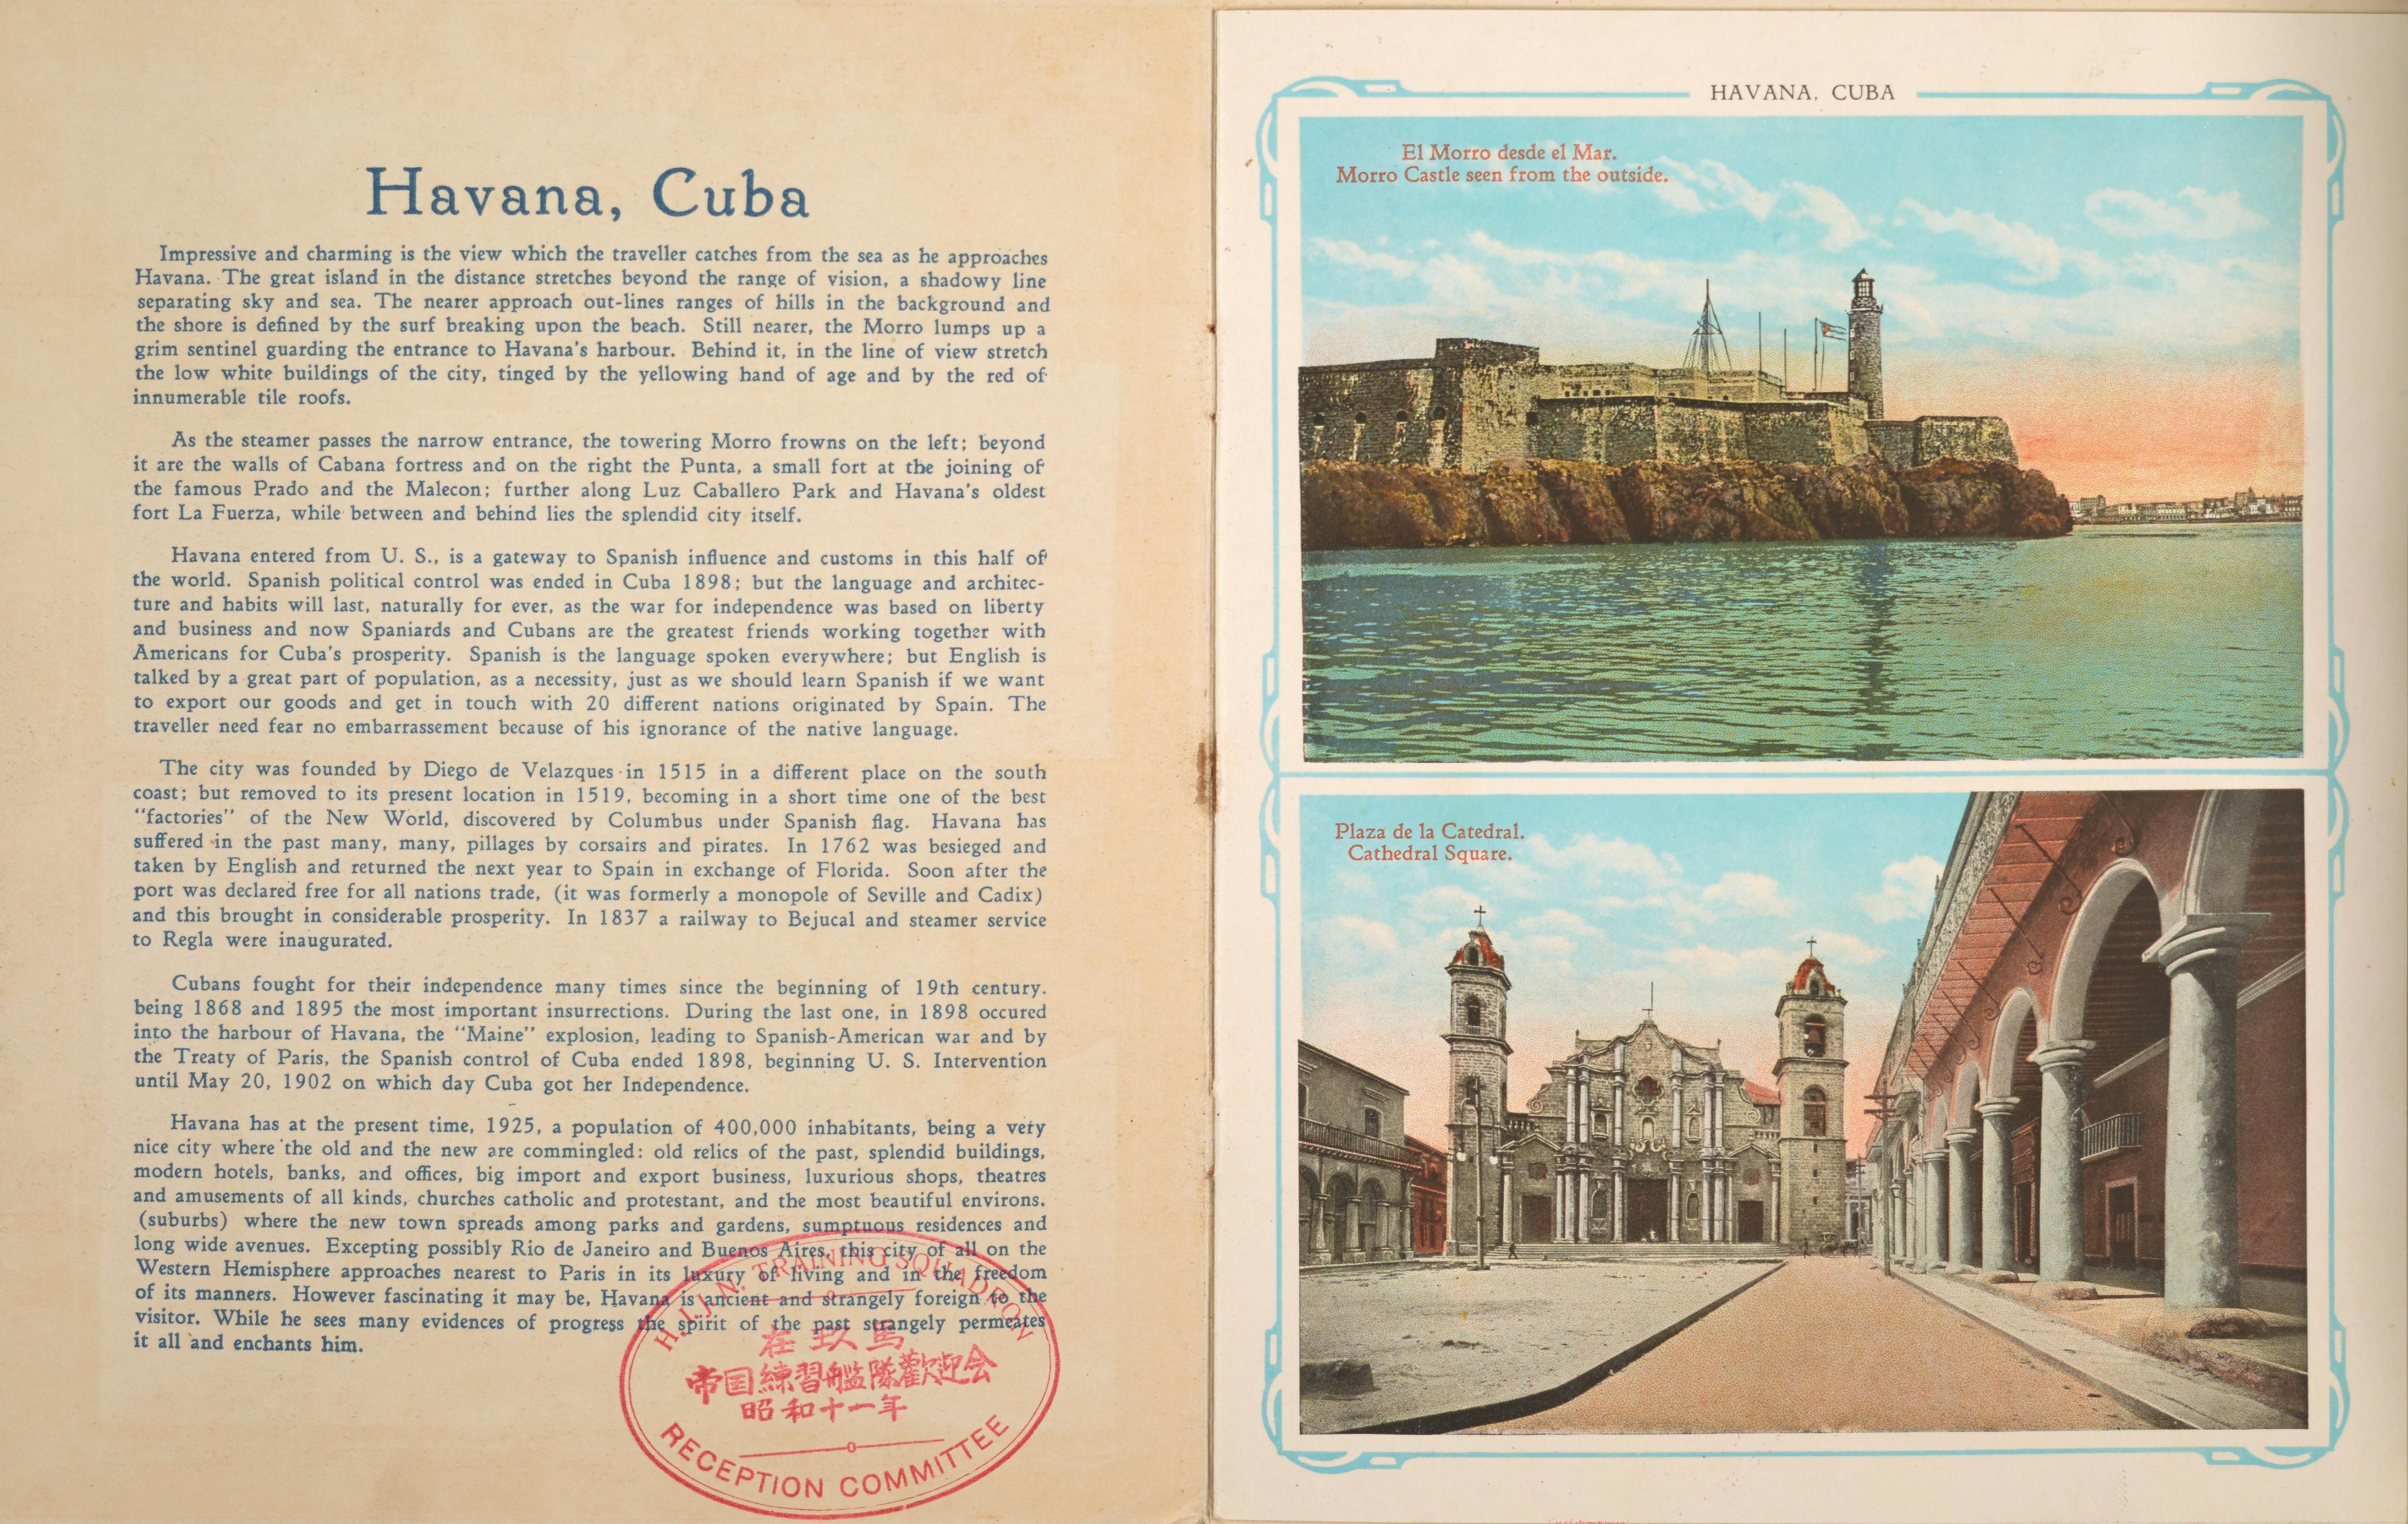 Havana, Cuba
Impressive and charming is the view which the traveller catches from the sea as he approaches
Havana. The great island in the distance stretches beyond the range of vision, a shadowy line
separating sky and sea. The nearer approach out-lines ranges of hills in the background and
the shore is defined by the surf breaking upon the beach. Still nearer, the Morro lumps up a
grim sentinel guarding the entrance to Havana's harbour. Behind it, in the line of view stretch
the low white buildings of the city, tinged by the yellowing hand of age and by the red of
innumerable tile roofs.
As the steamer passes the narrow entrance, the towering Morro frowns on the left; beyond
it are the walls of Cabana fortress and on the right the Punta, a small fort at the joining of
the famous Prado and the Malecon; further along Luz Caballero Park and Havana's oldest
fort La Fuerza, while between and behind lies the splendid city itself.
Havana entered from U. S., is a gateway to Spanish influence and customs in this half of
the world. Spanish political control was ended in Cuba 1898; but the language and architec-
ture and habits will last, naturally for ever, as the war for independence was based on liberty
and business and now Spaniards and Cubans are the greatest friends working together with
Americans for Cuba's prosperity. Spanish is the language spoken everywhere; but English is
talked by a great part of population, as a necessity, just as we should learn Spanish if we want
to export our goods and get in touch with 20 different nations originated by Spain. The
traveller need fear no embarrassement because of his ignorance of the native language.
The city was founded by Diego de Velazques in 1515 in a different place on the south
coast; but removed to its present location in 1519, becoming in a short time one of the best
"factories" of the New World, discovered by Columbus under Spanish flag. Havana has
suffered in the past many, many, pillages by corsairs and pirates. In 1762 was besieged and
taken by English and returned the next year to Spain in exchange of Florida. Soon after the
port was declared free for all nations trade, (it was formerly a monopole of Seville and Cadix)
and this brought in considerable prosperity. In 1837 a railway to Bejucal and steamer service
to Regla were inaugurated.
Cubans fought for their independence many times since the beginning of 19th century.
being 1868 and 1895 the most important insurrections. During the last one, in 1898 occured
into the harbour of Havana, the "Maine" explosion, leading to Spanish-American war and by
the Treaty of Paris, the Spanish control of Cuba ended 1898, beginning U. S. Intervention
until May 20, 1902 on which day Cuba got her Independence.
Havana has at the present time, 1925, a population of 400,000 inhabitants, being a very
nice city where the old and the new are commingled: old relics of the past, splendid buildings,
modern hotels, banks, and offices, big import and export business, luxurious shops, theatres
and amusements of all kinds, churches catholic and protestant, and the most beautiful environs.
(suburbs) where the new town spreads among parks and gardens, sumptuous residences and
long wide avenues. Excepting possibly Rio de Janeiro and Buenos Aires, this city of all on the
Western Hemisphere approaches nearest to Paris in its luxury of living and in the freedom
of its manners. However fascinating it may be, Havana is ancient and strangely foreign to the
visitor. While he sees many evidences of progress the spirit of the past strangely permeates
it all and enchants him.
H.I.J.N. TRAINING SQUADRON
在玖馬
帝国練習艦隊歡迎会
昭和十一年
RECEPTION COMMITTEE
HAVANA, CUBA
El Morro desde el Mar.
Morro Castle seen from the outside.
Plaza de la Catedral.
Cathedral Square.